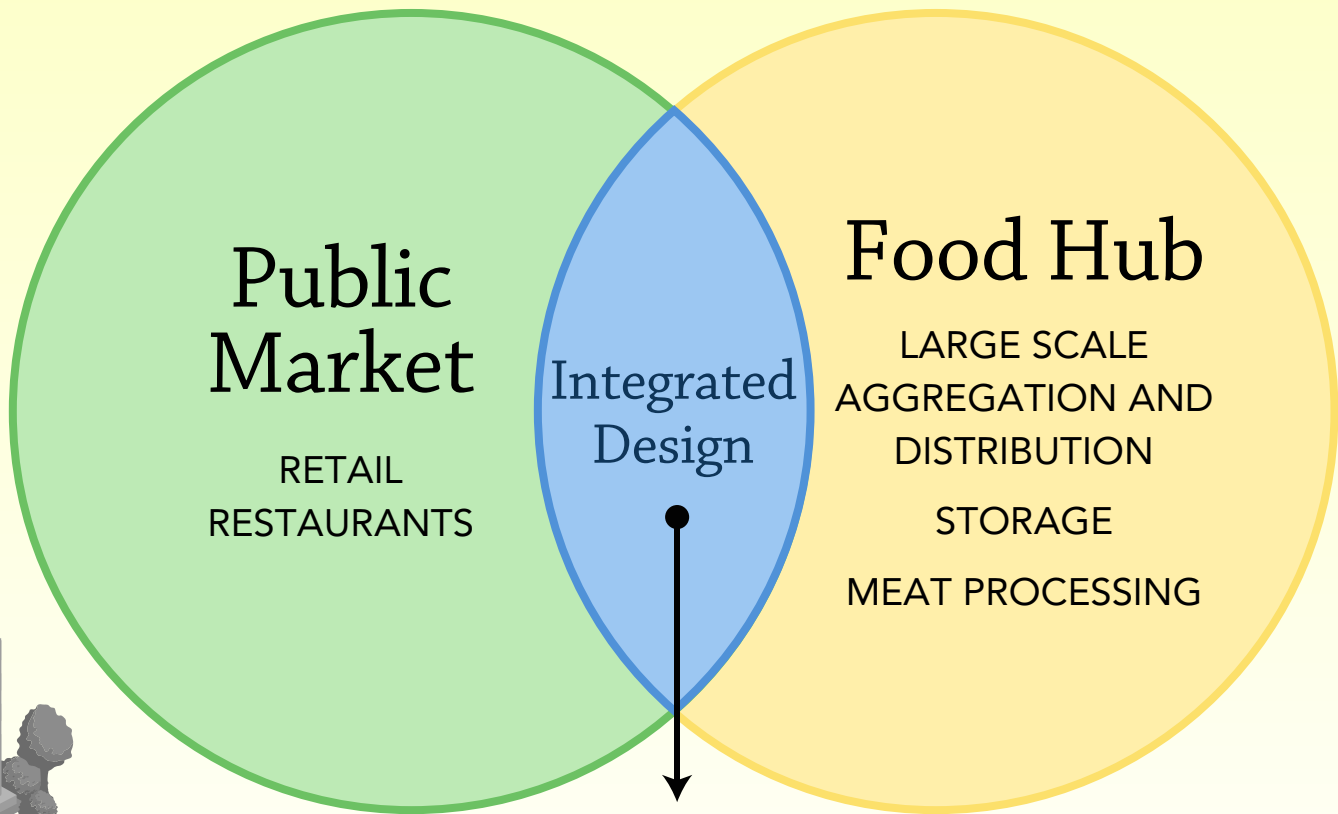 Public
Market
RETAIL
RESTAURANTS
Integrated
Design
Food Hub
LARGE SCALE
AGGREGATION AND
DISTRIBUTION
STORAGE
MEAT PROCESSING